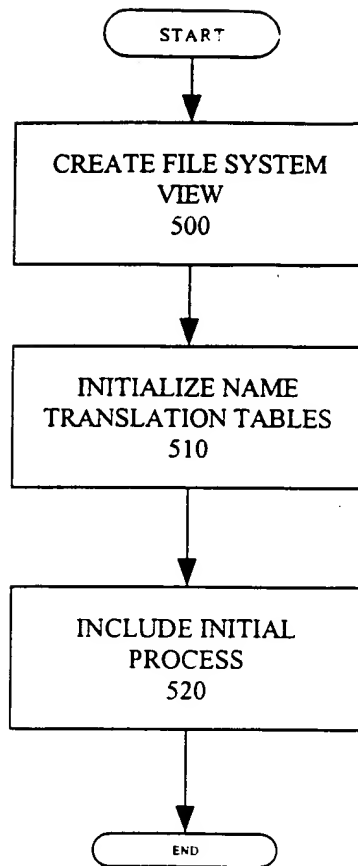 START
CREATE FILE SYSTEM
VIEW
500
INITIALIZE NAME
TRANSLATION TABLES
510
INCLUDE INITIAL
PROCESS
520
END